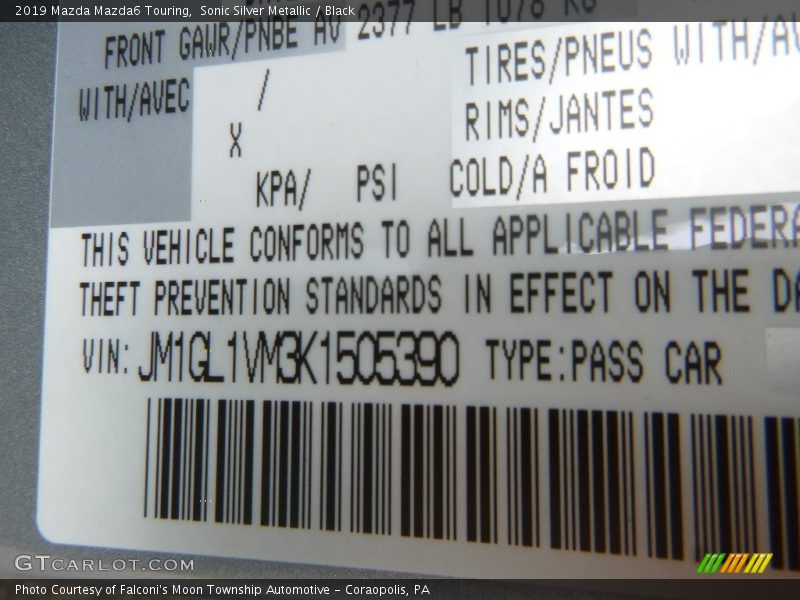 2019 Mazda Mazda6 Touring, Sonic Silver Metallic / Black
FRONT GAWR/PNBE AV 2377 LB 1078 KG
WITH/AVEC / TIRES/PNEUS WITH/AV
X RIMS/JANTES
KPA/ PSI COLD/A FROID
THIS VEHICLE CONFORMS TO ALL APPLICABLE FEDERA
THEFT PREVENTION STANDARDS IN EFFECT ON THE DA
VIN: JM1GL1VM3K1505390 TYPE:PASS CAR
GTCARLOT.COM
Photo Courtesy of Falconi's Moon Township Automotive – Coraopolis, PA